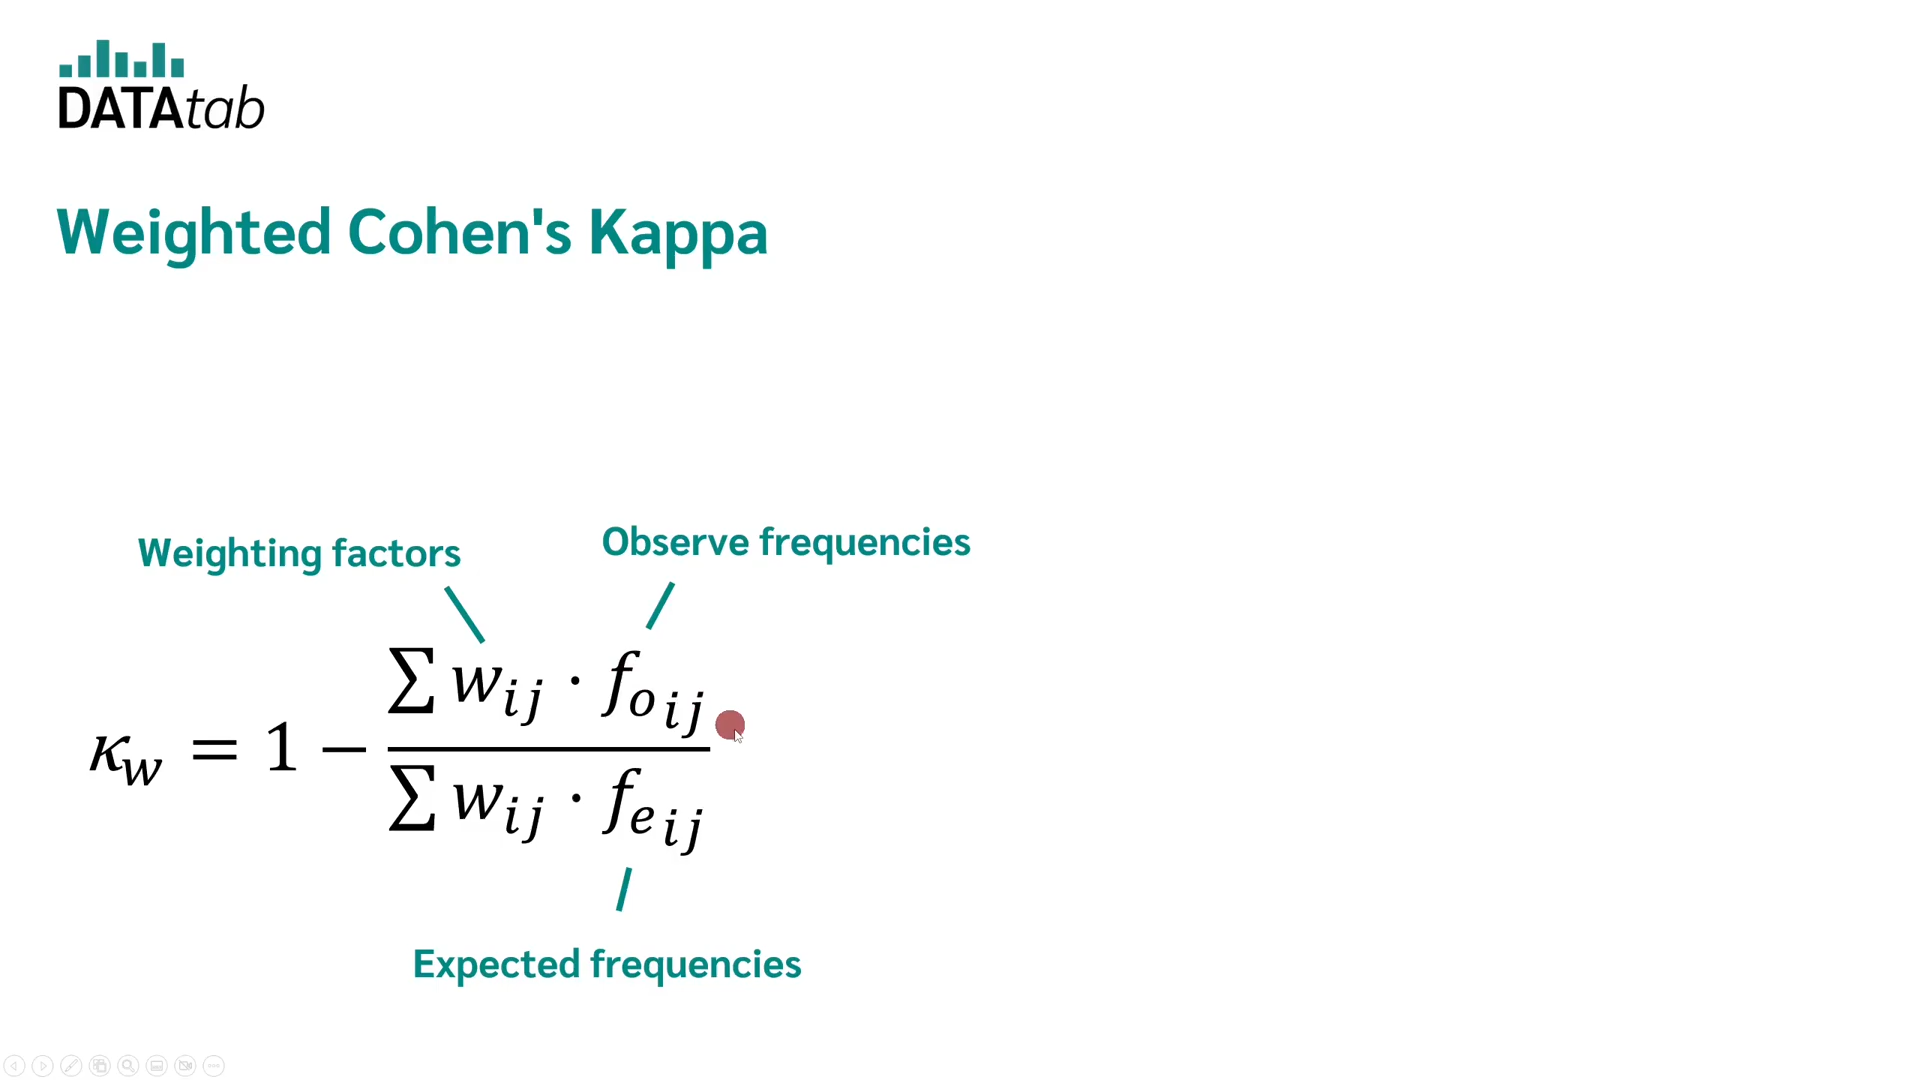 DATAtab
Weighted Cohen's Kappa
Weighting factors
Observe frequencies
κ_w = 1 − (∑ w_ij · f_o_ij) / (∑ w_ij · f_e_ij)
Expected frequencies